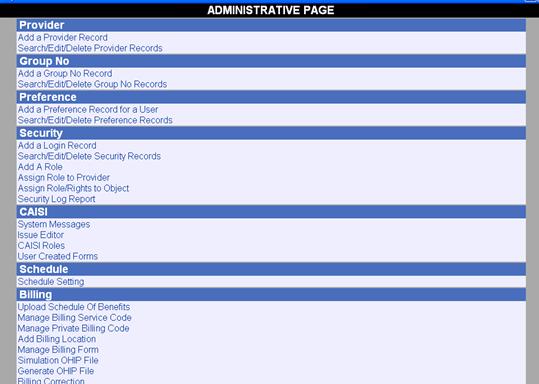 ADMINISTRATIVE PAGE
Provider
Add a Provider Record
Search/Edit/Delete Provider Records
Group No
Add a Group No Record
Search/Edit/Delete Group No Records
Preference
Add a Preference Record for a User
Search/Edit/Delete Preference Records
Security
Add a Login Record
Search/Edit/Delete Security Records
Add A Role
Assign Role to Provider
Assign Role/Rights to Object
Security Log Report
CAISI
System Messages
Issue Editor
CAISI Roles
User Created Forms
Schedule
Schedule Setting
Billing
Upload Schedule Of Benefits
Manage Billing Service Code
Manage Private Billing Code
Add Billing Location
Manage Billing Form
Simulation OHIP File
Generate OHIP File
Billing Correction